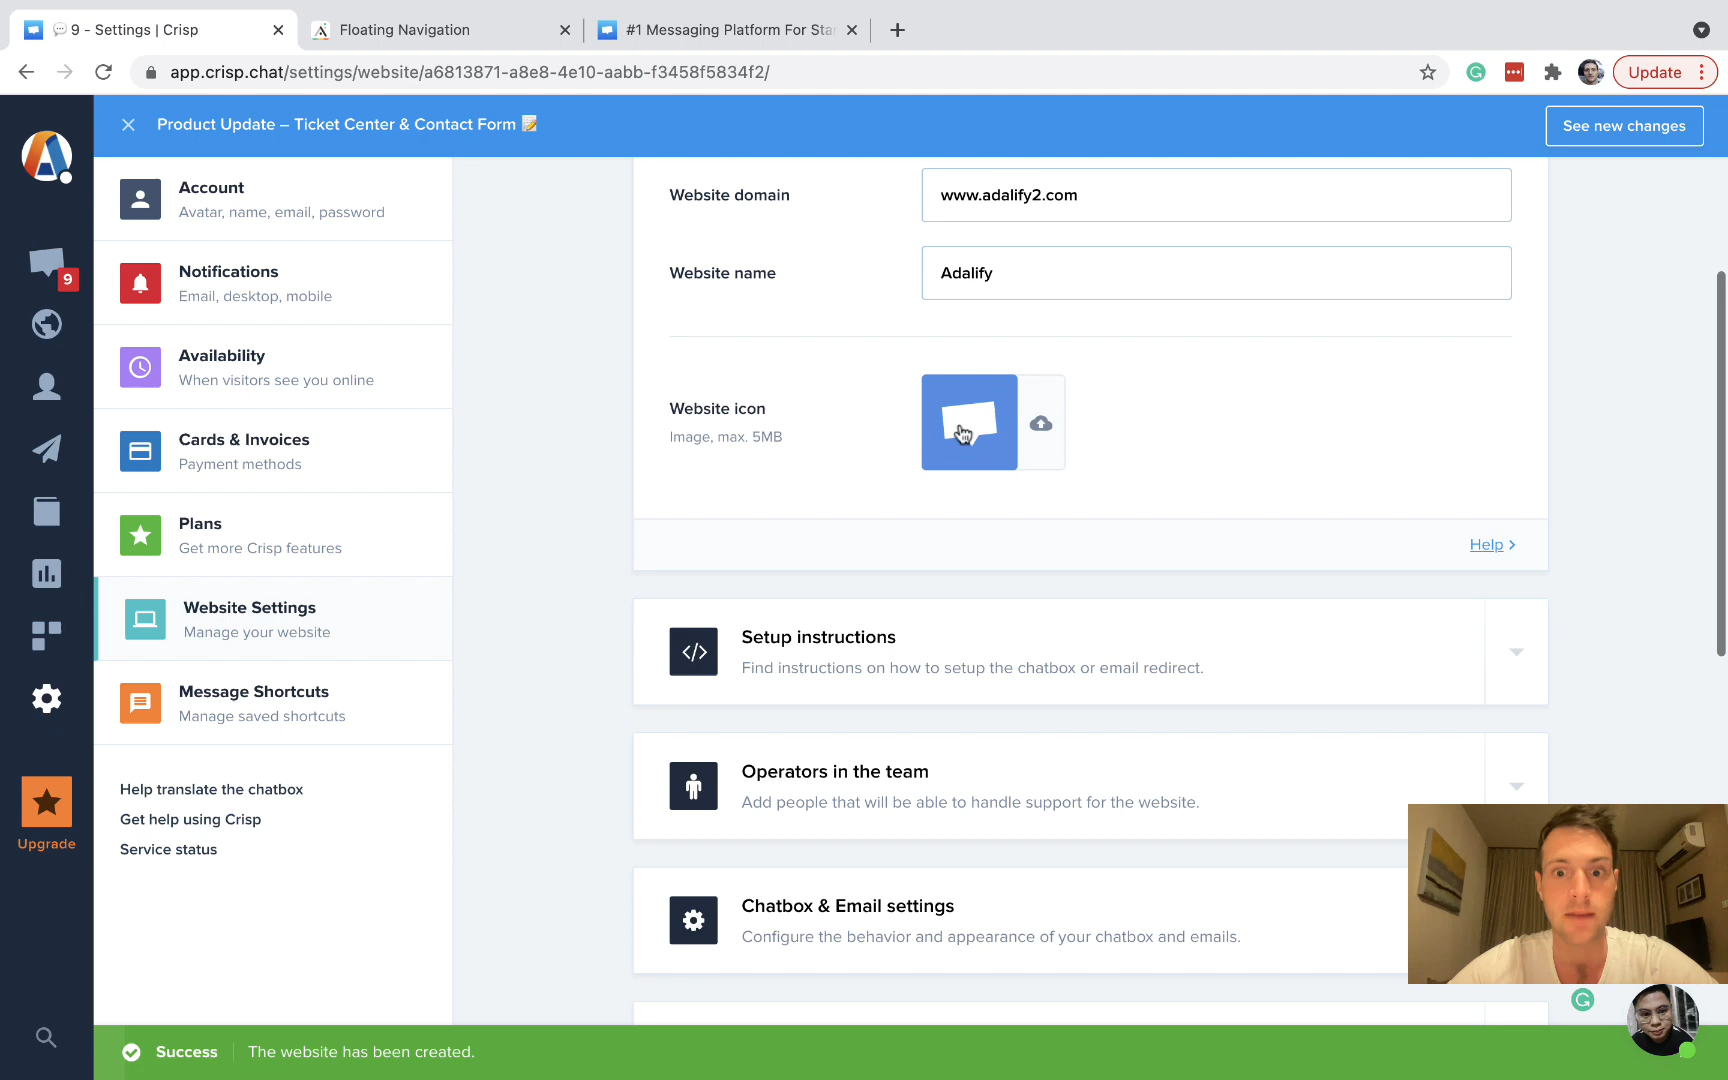 9 - Settings | Crisp
Floating Navigation
#1 Messaging Platform For Star
app.crisp.chat/settings/website/a6813871-a8e8-4e10-aabb-f3458f5834f2/
Update
Product Update – Ticket Center & Contact Form
See new changes
9
Upgrade
Account
Avatar, name, email, password
Notifications
Email, desktop, mobile
Availability
When visitors see you online
Cards & Invoices
Payment methods
Plans
Get more Crisp features
Website Settings
Manage your website
Message Shortcuts
Manage saved shortcuts
Help translate the chatbox
Get help using Crisp
Service status
Website domain
www.adalify2.com
Website name
Adalify
Website icon
Image, max. 5MB
Help
Setup instructions
Find instructions on how to setup the chatbox or email redirect.
Operators in the team
Add people that will be able to handle support for the website.
Chatbox & Email settings
Configure the behavior and appearance of your chatbox and emails.
Success
The website has been created.